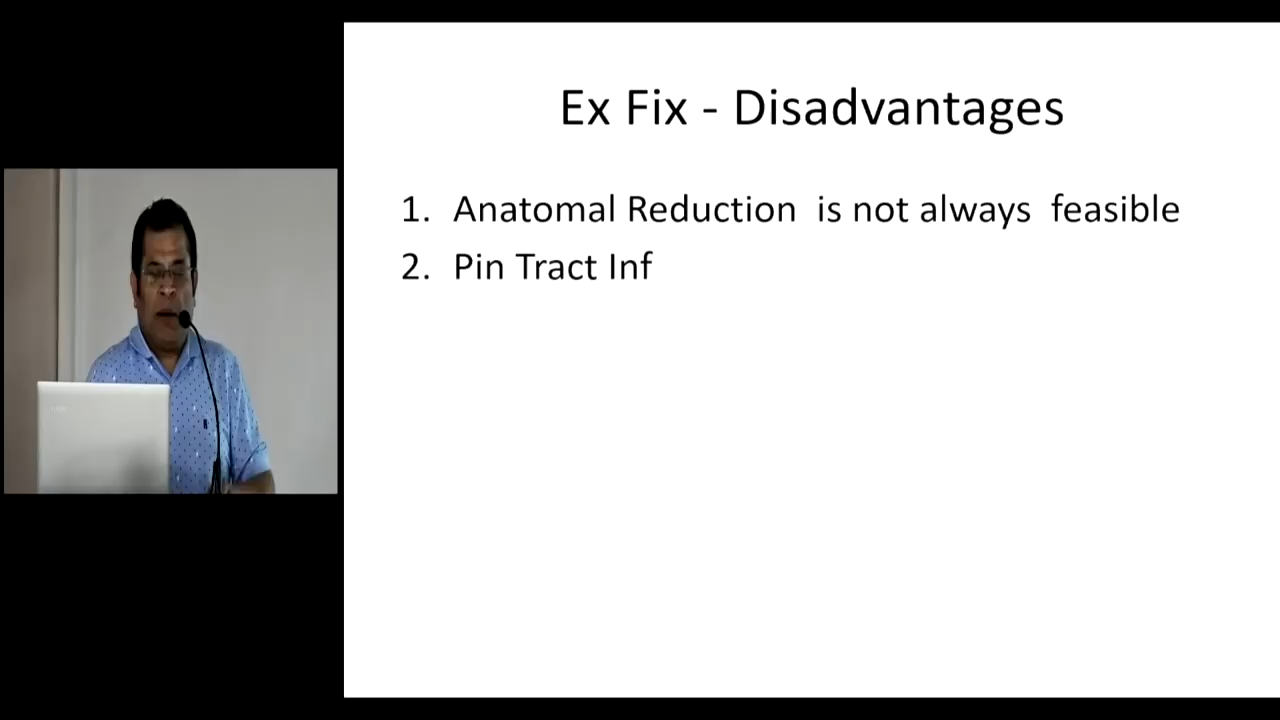 Ex Fix - Disadvantages
1. Anatomal Reduction is not always feasible
2. Pin Tract Inf